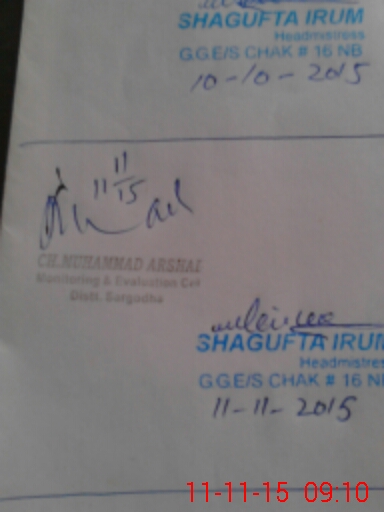 SHAGUFTA IRUM
Headmistress
G.G.E/S CHAK # 16 NB
10-10-2015
11
11 15
CH.MUHAMMAD ARSHAD
Monitoring & Evaluation Cell
Distt. Sargodha
SHAGUFTA IRUM
Headmistres
G.G.E/S CHAK # 16 NB
11-11-2015
11-11-15 09:10